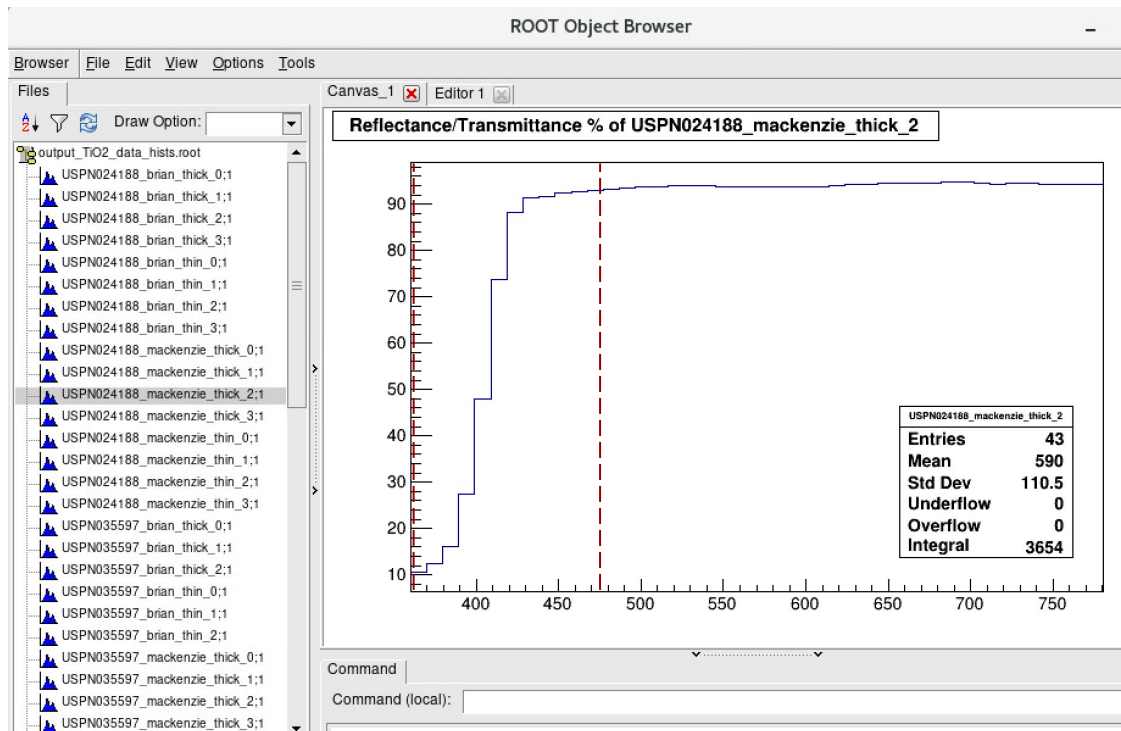 ROOT Object Browser
Browser File Edit View Options Tools
Files
Draw Option:
output_TiO2_data_hists.root
USPN024188_brian_thick_0;1
USPN024188_brian_thick_1;1
USPN024188_brian_thick_2;1
USPN024188_brian_thick_3;1
USPN024188_brian_thin_0;1
USPN024188_brian_thin_1;1
USPN024188_brian_thin_2;1
USPN024188_brian_thin_3;1
USPN024188_mackenzie_thick_0;1
USPN024188_mackenzie_thick_1;1
USPN024188_mackenzie_thick_2;1
USPN024188_mackenzie_thick_3;1
USPN024188_mackenzie_thin_0;1
USPN024188_mackenzie_thin_1;1
USPN024188_mackenzie_thin_2;1
USPN024188_mackenzie_thin_3;1
USPN035597_brian_thick_0;1
USPN035597_brian_thick_1;1
USPN035597_brian_thick_2;1
USPN035597_brian_thin_0;1
USPN035597_brian_thin_1;1
USPN035597_brian_thin_2;1
USPN035597_mackenzie_thick_0;1
USPN035597_mackenzie_thick_1;1
USPN035597_mackenzie_thick_2;1
USPN035597_mackenzie_thick_3;1
Canvas_1 Editor 1
Reflectance/Transmittance % of USPN024188_mackenzie_thick_2
90
80
70
60
50
40
30
20
10
400 450 500 550 600 650 700 750
USPN024188_mackenzie_thick_2
Entries 43
Mean 590
Std Dev 110.5
Underflow 0
Overflow 0
Integral 3654
Command
Command (local):